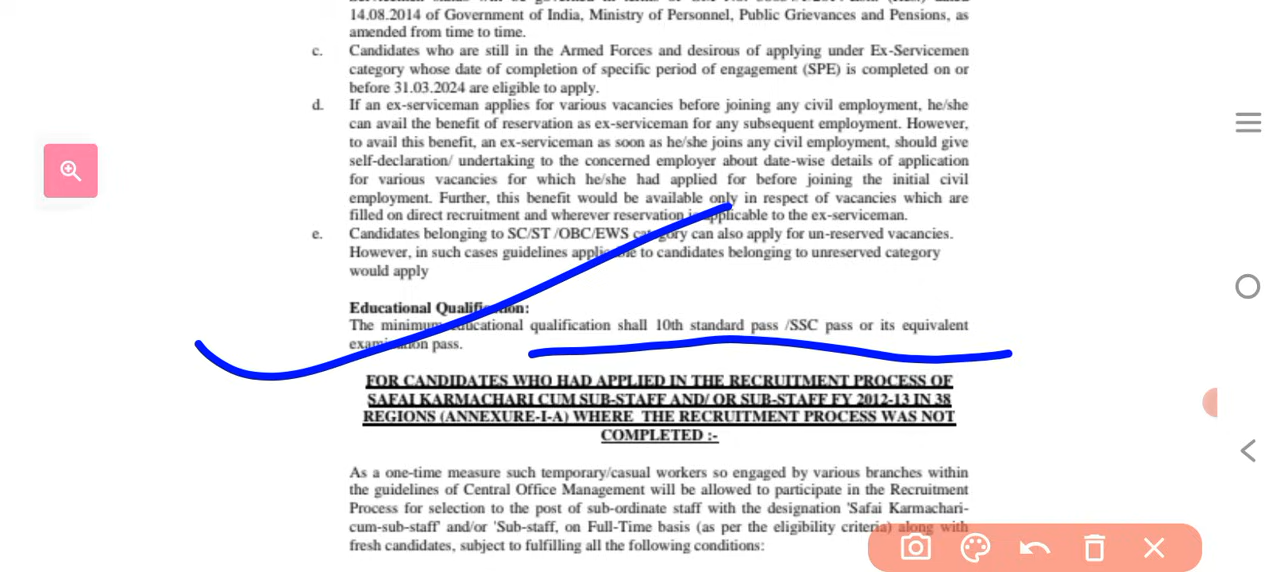 14.08.2014 of Government of India, Ministry of Personnel, Public Grievances and Pensions, as
amended from time to time.
c. Candidates who are still in the Armed Forces and desirous of applying under Ex-Servicemen
category whose date of completion of specific period of engagement (SPE) is completed on or
before 31.03.2024 are eligible to apply.
d. If an ex-serviceman applies for various vacancies before joining any civil employment, he/she
can avail the benefit of reservation as ex-serviceman for any subsequent employment. However,
to avail this benefit, an ex-serviceman as soon as he/she joins any civil employment, should give
self-declaration/ undertaking to the concerned employer about date-wise details of application
for various vacancies for which he/she had applied for before joining the initial civil
employment. Further, this benefit would be available only in respect of vacancies which are
filled on direct recruitment and wherever reservation is applicable to the ex-serviceman.
e. Candidates belonging to SC/ST /OBC/EWS category can also apply for un-reserved vacancies.
However, in such cases guidelines applicable to candidates belonging to unreserved category
would apply
Educational Qualification:
The minimum educational qualification shall 10th standard pass /SSC pass or its equivalent
examination pass.
FOR CANDIDATES WHO HAD APPLIED IN THE RECRUITMENT PROCESS OF
SAFAI KARMACHARI CUM SUB-STAFF AND/ OR SUB-STAFF FY 2012-13 IN 38
REGIONS (ANNEXURE-I-A) WHERE THE RECRUITMENT PROCESS WAS NOT
COMPLETED :-
As a one-time measure such temporary/casual workers so engaged by various branches within
the guidelines of Central Office Management will be allowed to participate in the Recruitment
Process for selection to the post of sub-ordinate staff with the designation 'Safai Karmachari-
cum-sub-staff' and/or 'Sub-staff, on Full-Time basis (as per the eligibility criteria) along with
fresh candidates, subject to fulfilling all the following conditions: